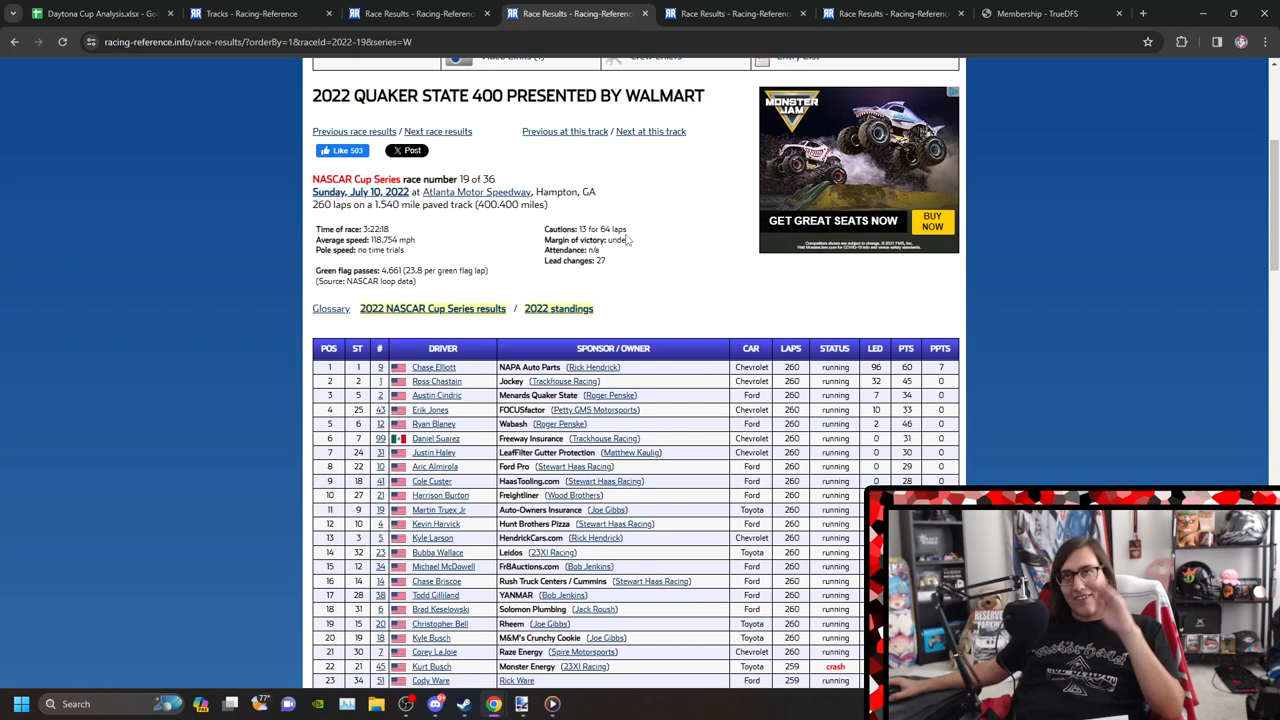 Daytona Cup Analysis.xlsx - Goo
Tracks - Racing-Reference
Race Results - Racing-Referenc
Race Results - Racing-Referenc
Race Results - Racing-Referenc
Race Results - Racing-Referenc
Membership - TrueDFS
racing-reference.info/race-results/?orderBy=1&raceId=2022-19&series=W
2022 QUAKER STATE 400 PRESENTED BY WALMART
Previous race results / Next race results Previous at this track / Next at this track
Like 503 X Post
NASCAR Cup Series race number 19 of 36
Sunday, July 10, 2022 at Atlanta Motor Speedway, Hampton, GA
260 laps on a 1.540 mile paved track (400.400 miles)
Time of race: 3:22:18 Cautions: 13 for 64 laps
Average speed: 118.754 mph Margin of victory: unde
Pole speed: no time trials Attendance: n/a
Lead changes: 27
Green flag passes: 4.661 (23.8 per green flag lap)
(Source: NASCAR loop data)
Glossary 2022 NASCAR Cup Series results / 2022 standings
MONSTER JAM
GET GREAT SEATS NOW
BUY NOW
POS ST # DRIVER SPONSOR / OWNER CAR LAPS STATUS LED PTS PPTS
1 1 9 Chase Elliott NAPA Auto Parts (Rick Hendrick) Chevrolet 260 running 96 60 7
2 2 1 Ross Chastain Jockey (Trackhouse Racing) Chevrolet 260 running 32 45 0
3 5 2 Austin Cindric Menards Quaker State (Roger Penske) Ford 260 running 7 34 0
4 25 43 Erik Jones FOCUSfactor (Petty GMS Motorsports) Chevrolet 260 running 10 33 0
5 6 12 Ryan Blaney Wabash (Roger Penske) Ford 260 running 2 46 0
6 7 99 Daniel Suarez Freeway Insurance (Trackhouse Racing) Chevrolet 260 running 0 31 0
7 24 31 Justin Haley LeafFilter Gutter Protection (Matthew Kaulig) Chevrolet 260 running 0 30 0
8 22 10 Aric Almirola Ford Pro (Stewart Haas Racing) Ford 260 running 0 29 0
9 18 41 Cole Custer HaasTooling.com (Stewart Haas Racing) Ford 260 running 0 28 0
10 27 21 Harrison Burton Freightliner (Wood Brothers) Ford 260 running
11 9 19 Martin Truex Jr Auto-Owners Insurance (Joe Gibbs) Toyota 260 running
12 10 4 Kevin Harvick Hunt Brothers Pizza (Stewart Haas Racing) Ford 260 running
13 3 5 Kyle Larson HendrickCars.com (Rick Hendrick) Chevrolet 260 running
14 32 23 Bubba Wallace Leidos (23XI Racing) Toyota 260 running
15 12 34 Michael McDowell Fr8Auctions.com (Bob Jenkins) Ford 260 running
16 14 14 Chase Briscoe Rush Truck Centers / Cummins (Stewart Haas Racing) Ford 260 running
17 28 38 Todd Gilliland YANMAR (Bob Jenkins) Ford 260 running
18 31 6 Brad Keselowski Solomon Plumbing (Jack Roush) Ford 260 running
19 15 20 Christopher Bell Rheem (Joe Gibbs) Toyota 260 running
20 19 18 Kyle Busch M&M's Crunchy Cookie (Joe Gibbs) Toyota 260 running
21 30 7 Corey LaJoie Raze Energy (Spire Motorsports) Chevrolet 260 running
22 11 45 Kurt Busch Monster Energy (23XI Racing) Toyota 259 crash
23 34 51 Cody Ware Rick Ware Ford 259 running
Search
77°